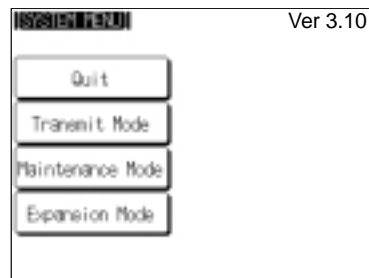 [SYSTEM MENU] Ver 3.10
Quit
Transmit Mode
Maintenance Mode
Expansion Mode